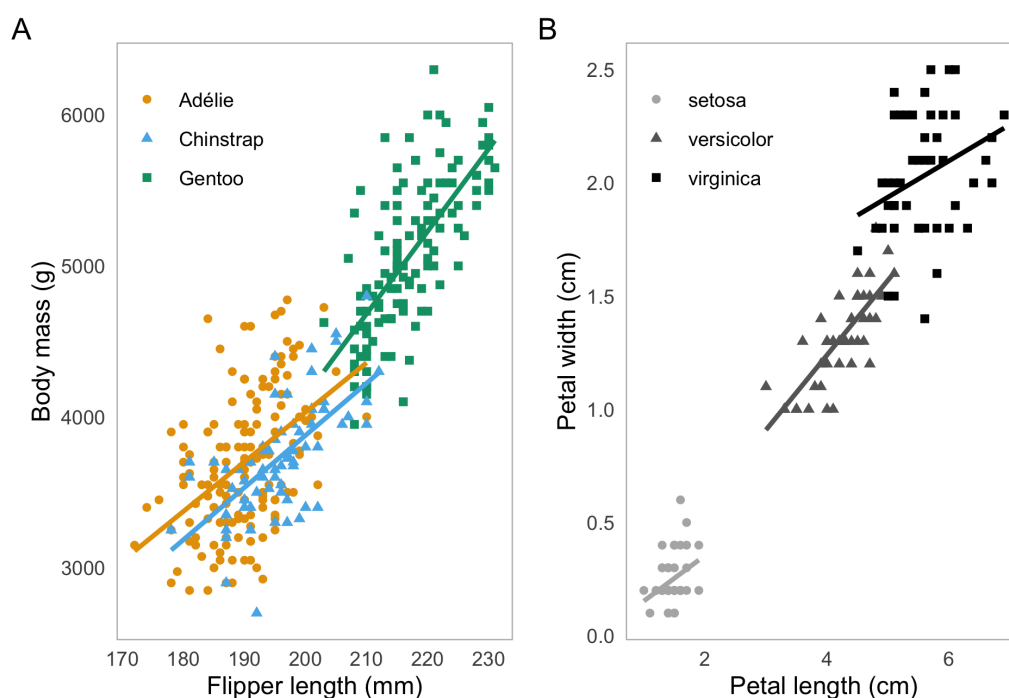 A
Adélie
Chinstrap
Gentoo
6000
5000
4000
3000
Body mass (g)
170 180 190 200 210 220 230
Flipper length (mm)
B
setosa
versicolor
virginica
2.5
2.0
1.5
1.0
0.5
0.0
Petal width (cm)
2 4 6
Petal length (cm)